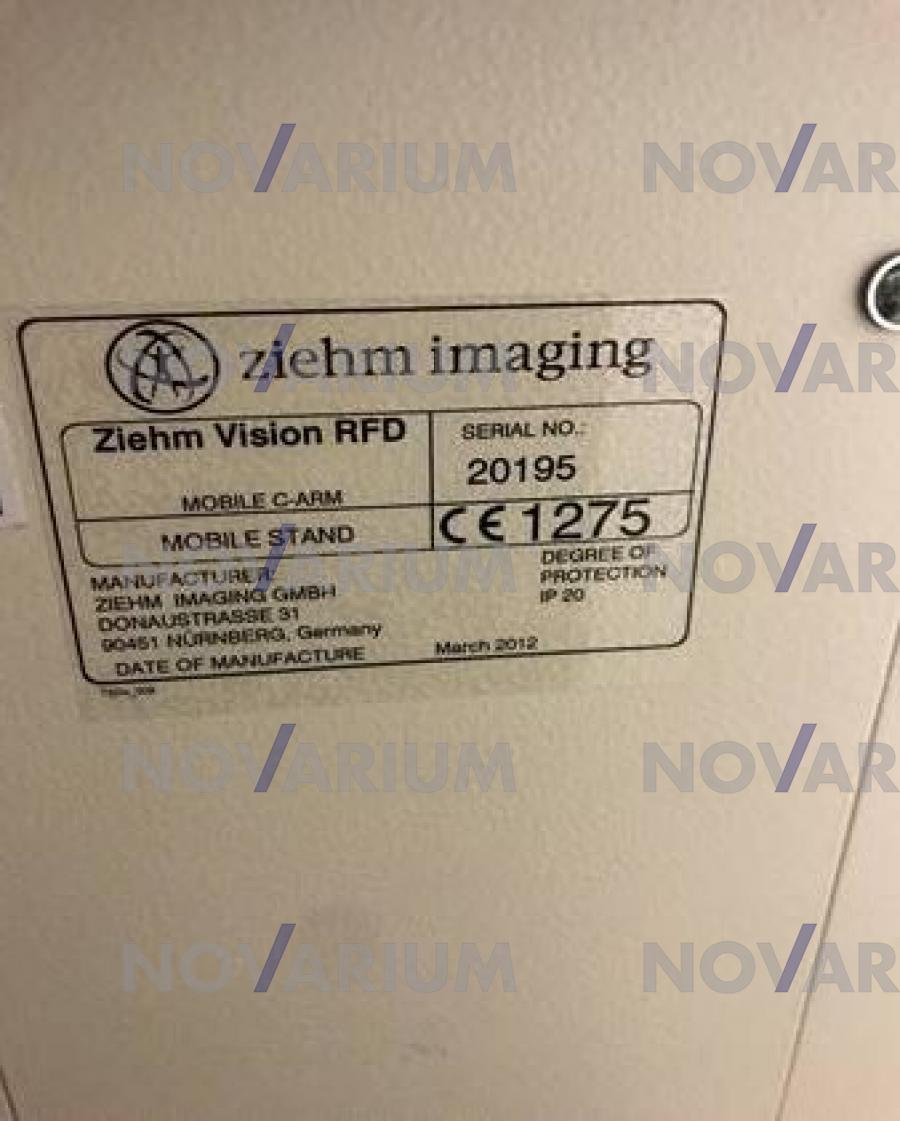 ziehm imaging
Ziehm Vision RFD
MOBILE C-ARM
SERIAL NO.:
20195
MOBILE STAND
CE 1275
MANUFACTURER:
ZIEHM IMAGING GMBH
DONAUSTRASSE 31
90451 NÜRNBERG, Germany
DEGREE OF
PROTECTION
IP 20
DATE OF MANUFACTURE March 2012
NOVARIUM NOVAR
NOVAR
NOVARIUM NOVAR
NOVARIUM NOVAR
NOVARIUM NOVAR